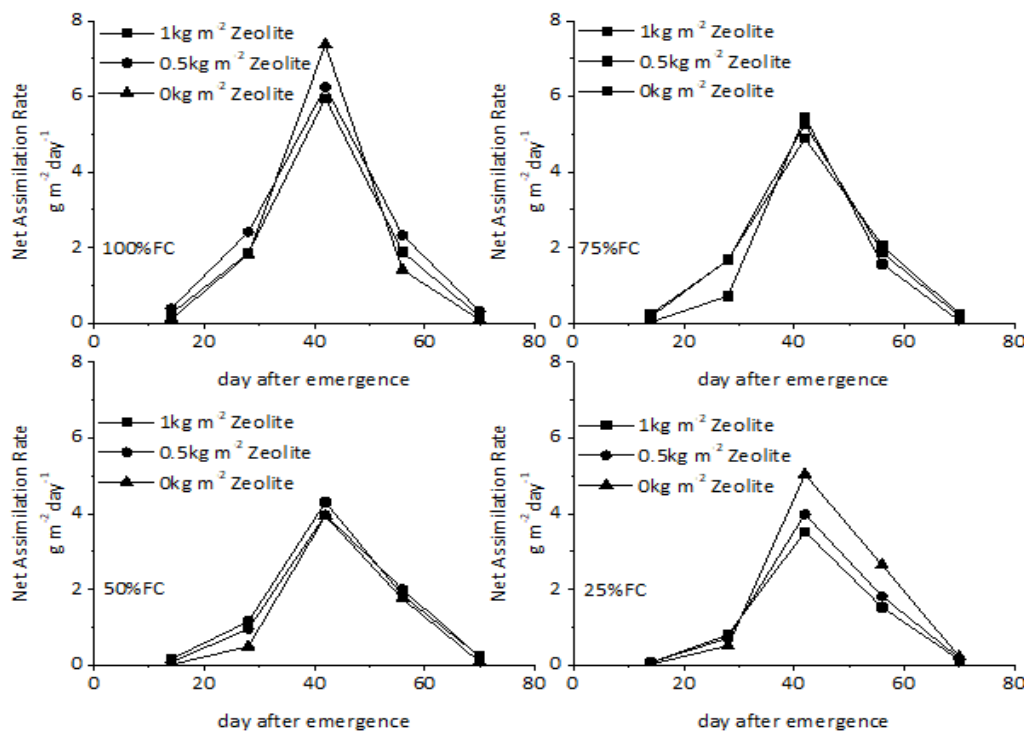 8
6
4
2
0
Net Assimilation Rate
g m⁻² day⁻¹
1kg m⁻² Zeolite
0.5kg m⁻² Zeolite
0kg m⁻² Zeolite
100%FC
0 20 40 60 80
day after emergence
8
6
4
2
0
Net Assimilation Rate
g m⁻² day⁻¹
1kg m⁻² Zeolite
0.5kg m⁻² Zeolite
0kg m⁻² Zeolite
75%FC
0 20 40 60 80
day after emergence
8
6
4
2
0
Net Assimilation Rate
g m⁻² day⁻¹
1kg m⁻² Zeolite
0.5kg m⁻² Zeolite
0kg m⁻² Zeolite
50%FC
0 20 40 60 80
day after emergence
8
6
4
2
0
Net Assimilation Rate
g m⁻² day⁻¹
1kg m⁻² Zeolite
0.5kg m⁻² Zeolite
0kg m⁻² Zeolite
25%FC
0 20 40 60 80
day after emergence